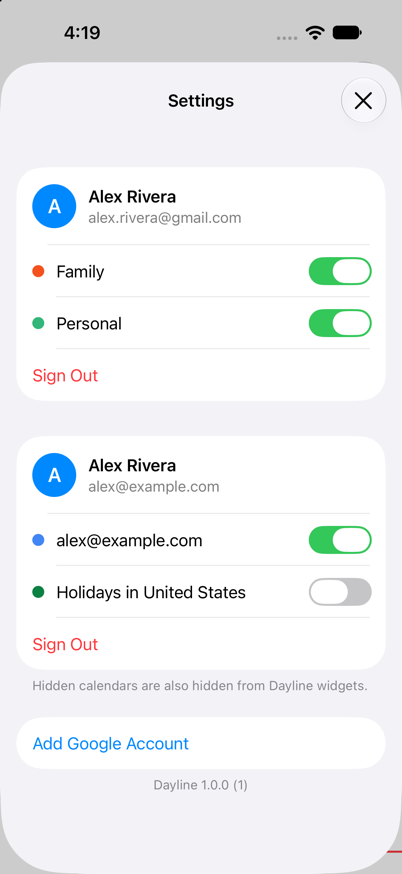 4:19
Settings
A
Alex Rivera
alex.rivera@gmail.com
Family
Personal
Sign Out
A
Alex Rivera
alex@example.com
alex@example.com
Holidays in United States
Sign Out
Hidden calendars are also hidden from Dayline widgets.
Add Google Account
Dayline 1.0.0 (1)